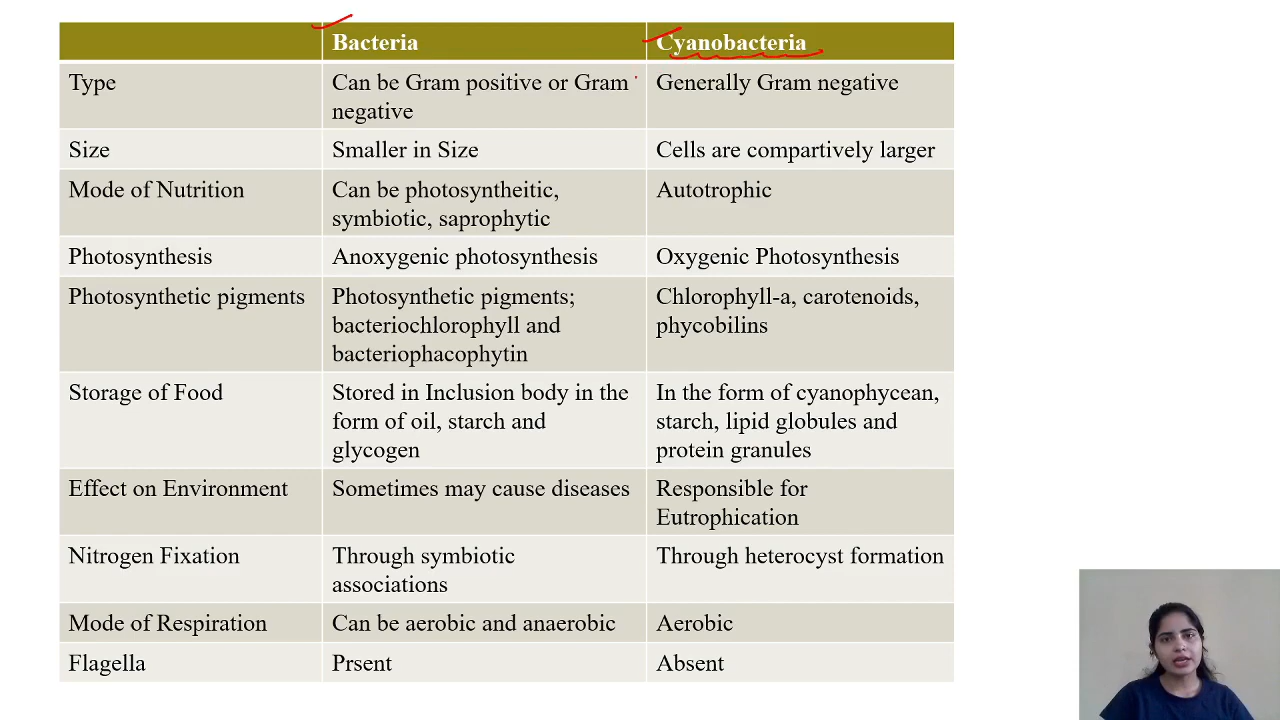 Bacteria
Cyanobacteria
Type
Can be Gram positive or Gram
negative
Generally Gram negative
Size
Smaller in Size
Cells are compartively larger
Mode of Nutrition
Can be photosyntheitic,
symbiotic, saprophytic
Autotrophic
Photosynthesis
Anoxygenic photosynthesis
Oxygenic Photosynthesis
Photosynthetic pigments
Photosynthetic pigments;
bacteriochlorophyll and
bacteriophacophytin
Chlorophyll-a, carotenoids,
phycobilins
Storage of Food
Stored in Inclusion body in the
form of oil, starch and
glycogen
In the form of cyanophycean,
starch, lipid globules and
protein granules
Effect on Environment
Sometimes may cause diseases
Responsible for
Eutrophication
Nitrogen Fixation
Through symbiotic
associations
Through heterocyst formation
Mode of Respiration
Can be aerobic and anaerobic
Aerobic
Flagella
Prsent
Absent